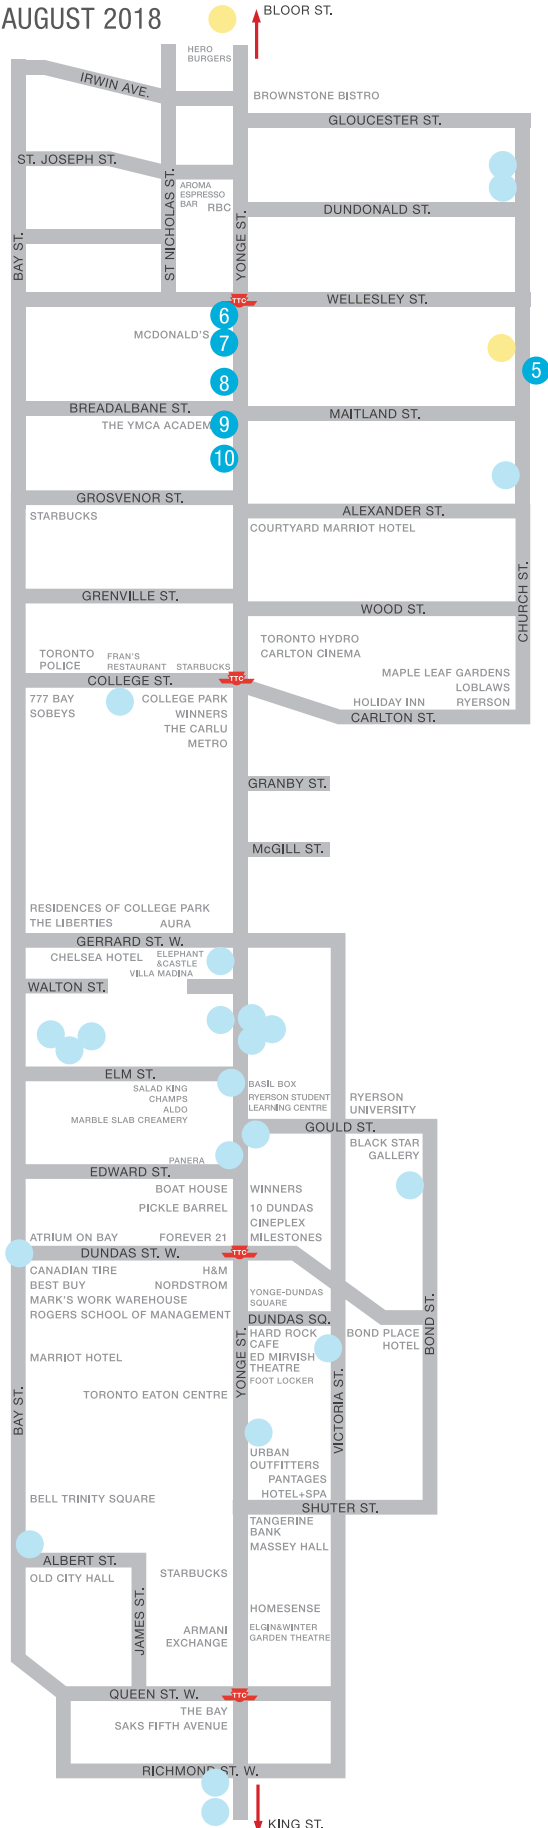 AUGUST 2018
BLOOR ST.
HERO
BURGERS
IRWIN AVE.
BROWNSTONE BISTRO
GLOUCESTER ST.
ST. JOSEPH ST.
AROMA
ESPRESSO
BAR
RBC
DUNDONALD ST.
BAY ST.
ST NICHOLAS ST.
YONGE ST.
TTC
WELLESLEY ST.
6
MCDONALD'S
7
5
8
BREADALBANE ST.
MAITLAND ST.
THE YMCA ACADEM
9
10
GROSVENOR ST.
ALEXANDER ST.
STARBUCKS
COURTYARD MARRIOT HOTEL
CHURCH ST.
GRENVILLE ST.
WOOD ST.
TORONTO HYDRO
CARLTON CINEMA
TORONTO
POLICE
FRAN'S
RESTAURANT
STARBUCKS
MAPLE LEAF GARDENS
LOBLAWS
RYERSON
HOLIDAY INN
COLLEGE ST.
TTC
CARLTON ST.
777 BAY
SOBEYS
COLLEGE PARK
WINNERS
THE CARLU
METRO
GRANBY ST.
McGILL ST.
RESIDENCES OF COLLEGE PARK
THE LIBERTIES
AURA
GERRARD ST. W.
CHELSEA HOTEL
ELEPHANT
&CASTLE
VILLA MADINA
WALTON ST.
ELM ST.
SALAD KING
CHAMPS
ALDO
MARBLE SLAB CREAMERY
BASIL BOX
RYERSON STUDENT
LEARNING CENTRE
RYERSON
UNIVERSITY
GOULD ST.
BLACK STAR
GALLERY
PANERA
EDWARD ST.
BOAT HOUSE
WINNERS
PICKLE BARREL
10 DUNDAS
CINEPLEX
ATRIUM ON BAY
FOREVER 21
MILESTONES
DUNDAS ST. W.
TTC
CANADIAN TIRE
H&M
BEST BUY
NORDSTROM
MARK'S WORK WAREHOUSE
ROGERS SCHOOL OF MANAGEMENT
YONGE-DUNDAS
SQUARE
DUNDAS SQ.
HARD ROCK
CAFE
ED MIRVISH
THEATRE
FOOT LOCKER
BOND PLACE
HOTEL
BOND ST.
MARRIOT HOTEL
TORONTO EATON CENTRE
BAY ST.
YONGE ST.
VICTORIA ST.
URBAN
OUTFITTERS
PANTAGES
HOTEL+SPA
BELL TRINITY SQUARE
SHUTER ST.
TANGERINE
BANK
MASSEY HALL
ALBERT ST.
OLD CITY HALL
STARBUCKS
JAMES ST.
HOMESENSE
ARMANI
EXCHANGE
ELGIN&WINTER
GARDEN THEATRE
QUEEN ST. W.
TTC
THE BAY
SAKS FIFTH AVENUE
RICHMOND ST. W.
KING ST.